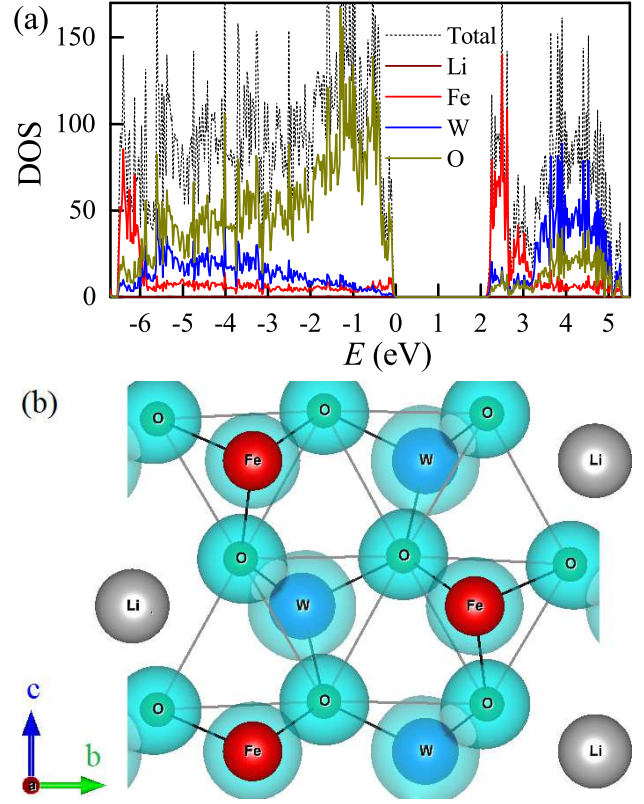 (a)
150
100
50
0
DOS
Total
Li
Fe
W
O
-6 -5 -4 -3 -2 -1 0 1 2 3 4 5
E (eV)
(b)
O O O
Fe W Li
O O O
Li W Fe
O O O
Fe W Li
c
b
a